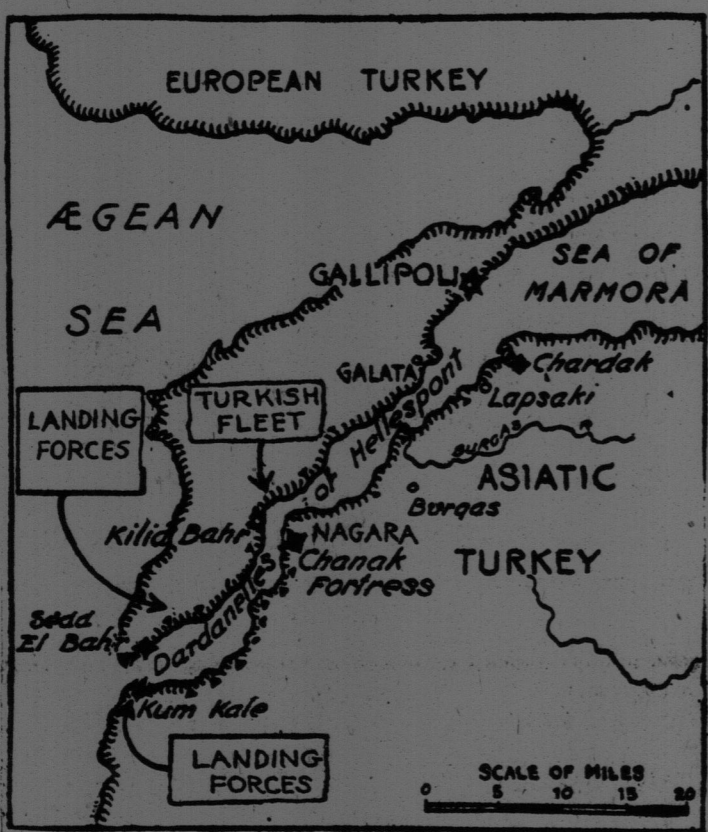 EUROPEAN TURKEY
ÆGEAN
SEA
SEA OF
MARMORA
GALLIPOLI
GALATA
Chardak
Lapsaki
LANDING
FORCES
TURKISH
FLEET
or Hellespont
BURGAS R
ASIATIC
TURKEY
Burgas
Kilid Bahr
NAGARA
Chanak
Fortress
Sedd
El Bahr
Dardanelles
Kum Kale
LANDING
FORCES
SCALE OF MILES
0 5 10 15 20